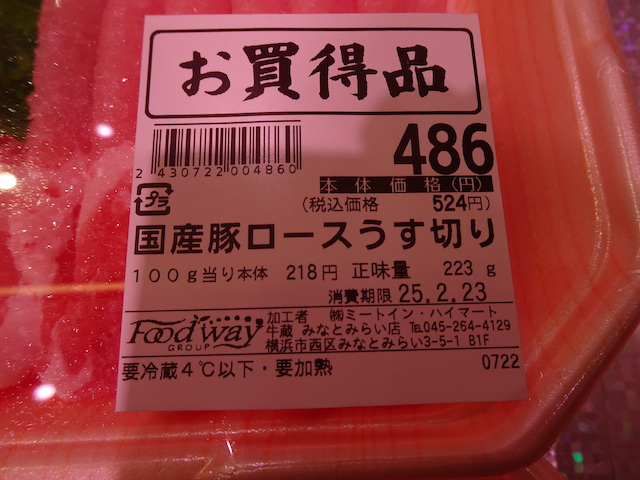 お買得品
486
2 430722 004860
本体価格(円)
プラ
(税込価格 524円)
国産豚ロースうす切り
100g当り本体 218円 正味量 223 g
消費期限 25.2.23
Foodway
GROUP
加工者 ㈱ミートイン・ハイマート
牛蔵 みなとみらい店 ℡045-264-4129
横浜市西区みなとみらい3-5-1 B1F
要冷蔵4℃以下・要加熱 0722